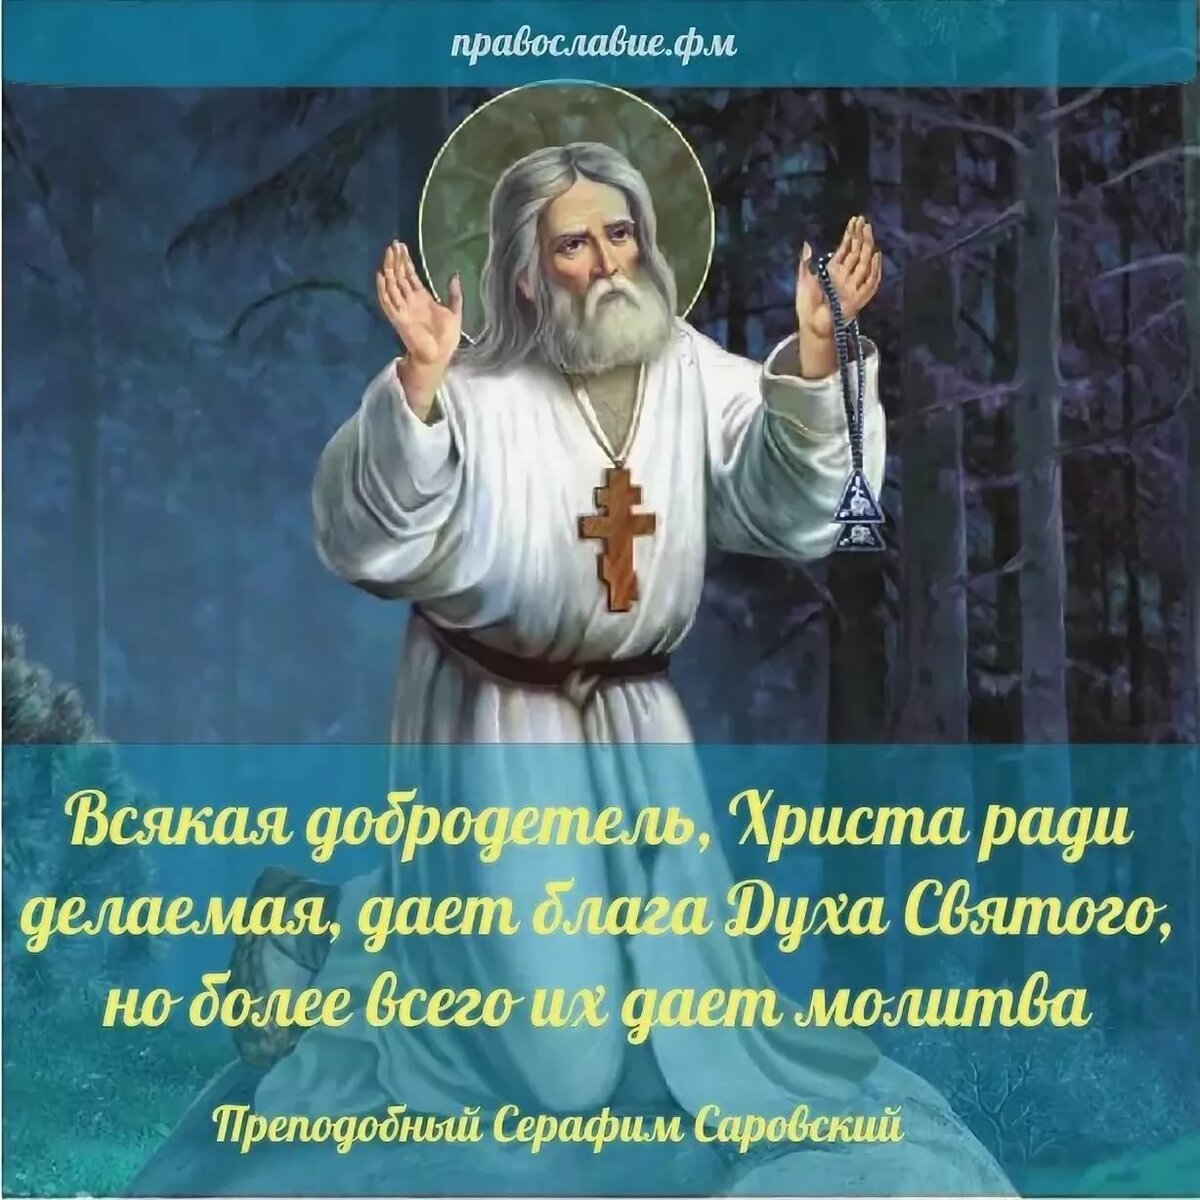 православие.фм
Всякая добродетель, Христа ради
делаемая, дает блага Духа Святого,
но более всего их дает молитва
Преподобный Серафим Саровский